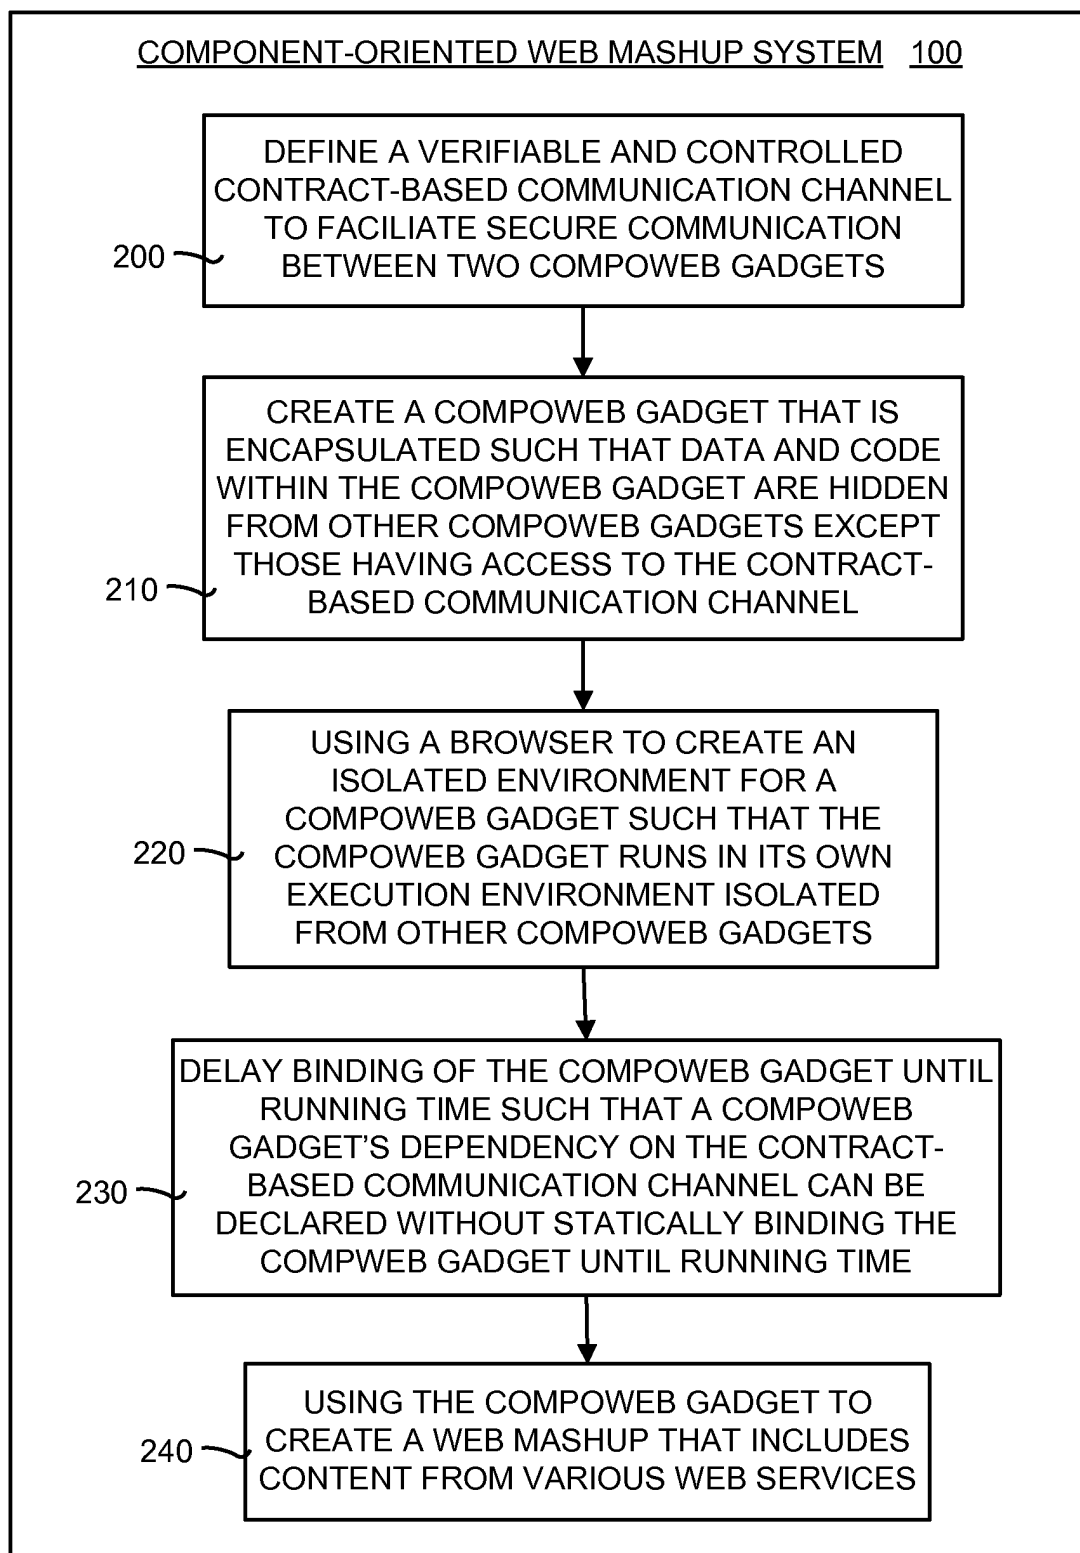 COMPONENT-ORIENTED WEB MASHUP SYSTEM 100
DEFINE A VERIFIABLE AND CONTROLLED
CONTRACT-BASED COMMUNICATION CHANNEL
TO FACILIATE SECURE COMMUNICATION
BETWEEN TWO COMPOWEB GADGETS
200
CREATE A COMPOWEB GADGET THAT IS
ENCAPSULATED SUCH THAT DATA AND CODE
WITHIN THE COMPOWEB GADGET ARE HIDDEN
FROM OTHER COMPOWEB GADGETS EXCEPT
THOSE HAVING ACCESS TO THE CONTRACT-
BASED COMMUNICATION CHANNEL
210
USING A BROWSER TO CREATE AN
ISOLATED ENVIRONMENT FOR A
COMPOWEB GADGET SUCH THAT THE
COMPOWEB GADGET RUNS IN ITS OWN
EXECUTION ENVIRONMENT ISOLATED
FROM OTHER COMPOWEB GADGETS
220
DELAY BINDING OF THE COMPOWEB GADGET UNTIL
RUNNING TIME SUCH THAT A COMPOWEB
GADGET'S DEPENDENCY ON THE CONTRACT-
BASED COMMUNICATION CHANNEL CAN BE
DECLARED WITHOUT STATICALLY BINDING THE
COMPWEB GADGET UNTIL RUNNING TIME
230
USING THE COMPOWEB GADGET TO
CREATE A WEB MASHUP THAT INCLUDES
CONTENT FROM VARIOUS WEB SERVICES
240